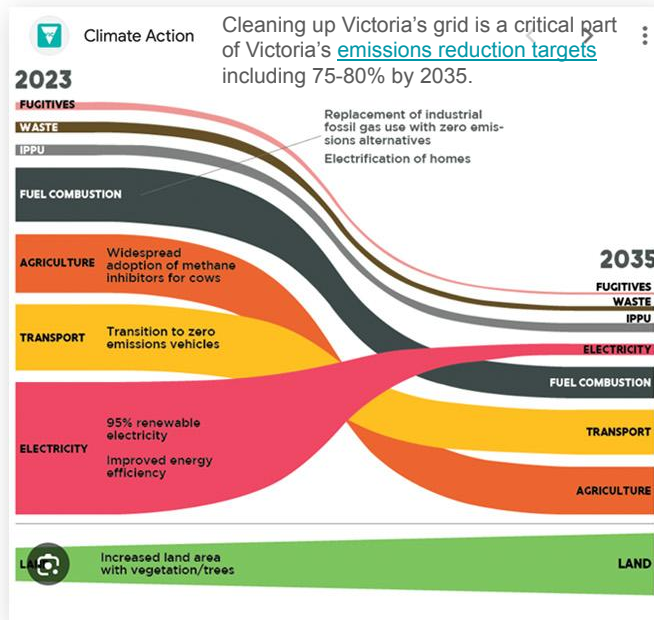 Climate Action
Cleaning up Victoria’s grid is a critical part
of Victoria’s emissions reduction targets
including 75-80% by 2035.
2023
FUGITIVES
WASTE
IPPU
FUEL COMBUSTION
Replacement of industrial
fossil gas use with zero emis-
sions alternatives
Electrification of homes
AGRICULTURE
Widespread
adoption of methane
inhibitors for cows
TRANSPORT
Transition to zero
emissions vehicles
ELECTRICITY
95% renewable
electricity
Improved energy
efficiency
2035
FUGITIVES
WASTE
IPPU
ELECTRICITY
FUEL COMBUSTION
TRANSPORT
AGRICULTURE
Increased land area
with vegetation/trees
LAND